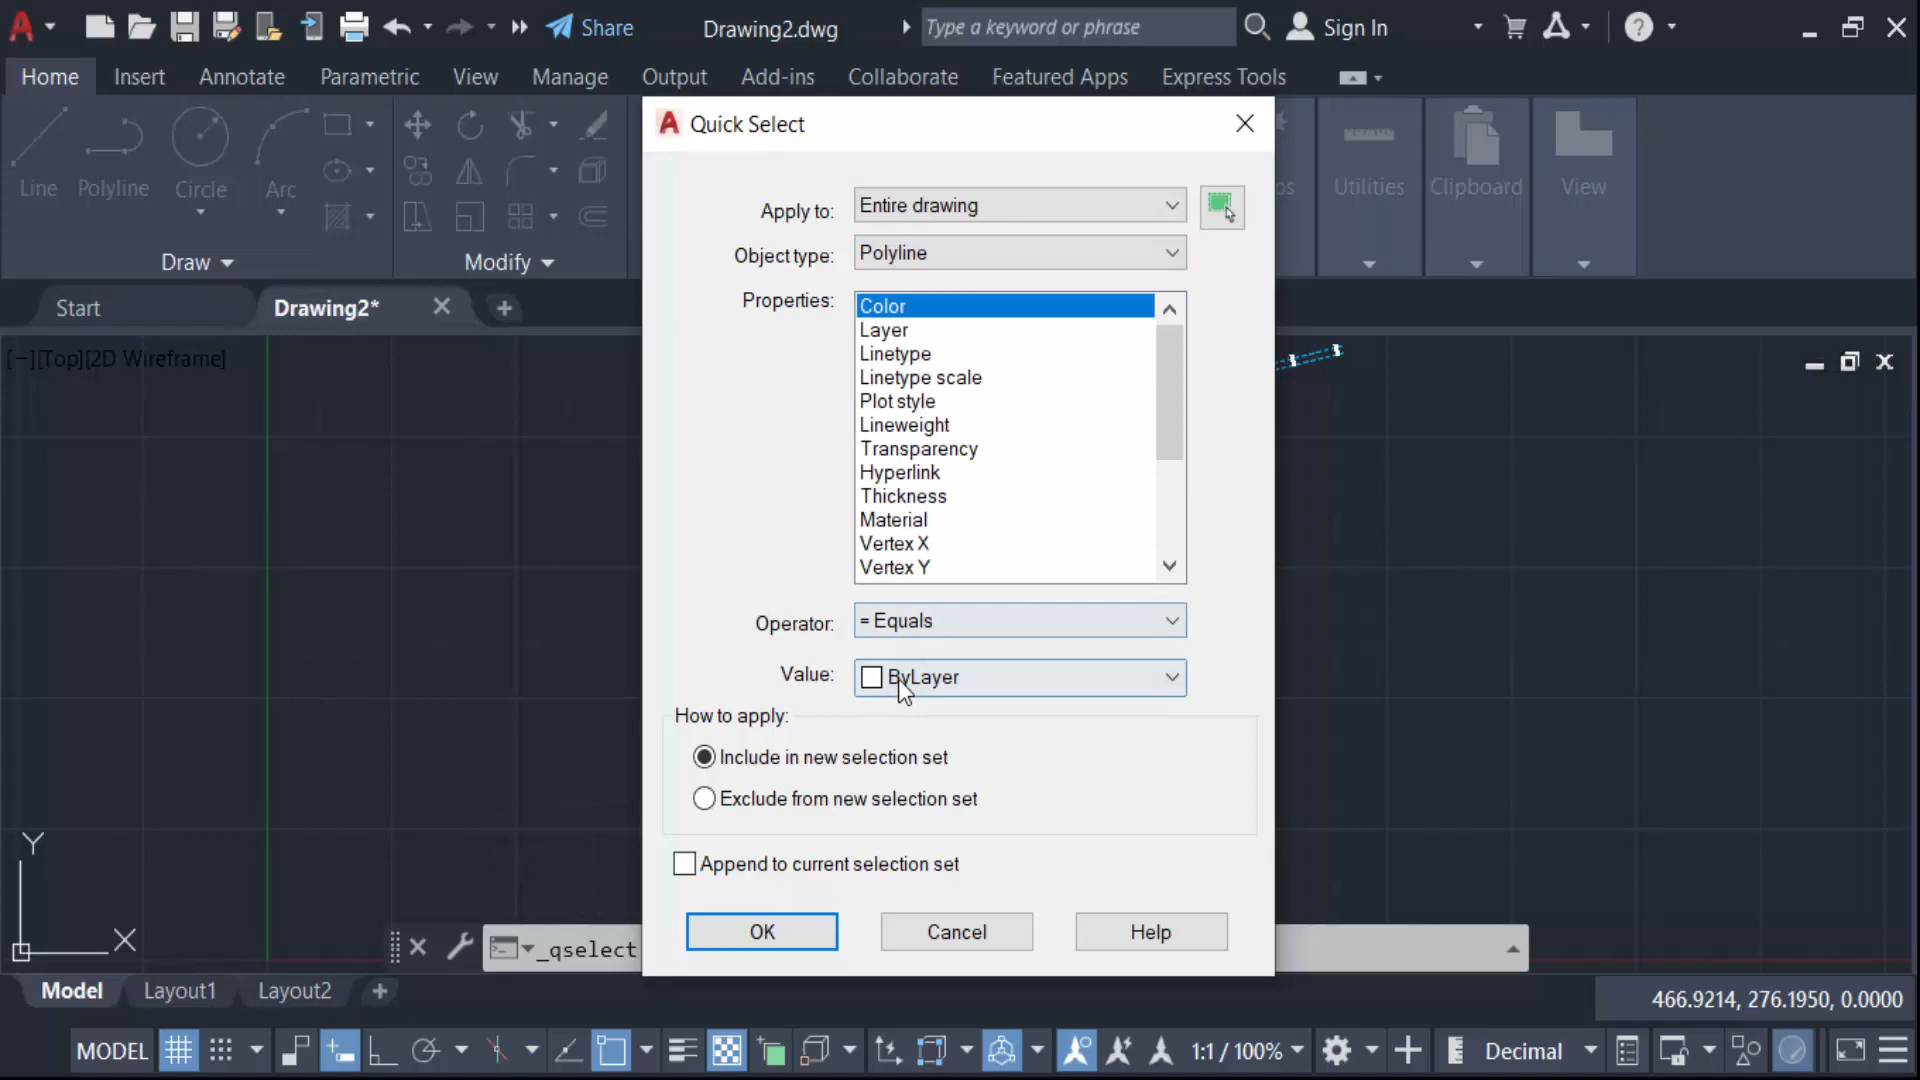 Share
Drawing2.dwg
Type a keyword or phrase
Sign In
Home
Insert
Annotate
Parametric
View
Manage
Output
Add-ins
Collaborate
Featured Apps
Express Tools
Line
Polyline
Circle
Arc
Utilities
Clipboard
View
Draw
Modify
Start
Drawing2*
[−][Top][2D Wireframe]
Quick Select
Apply to: Entire drawing
Object type: Polyline
Properties: Color
Layer
Linetype
Linetype scale
Plot style
Lineweight
Transparency
Hyperlink
Thickness
Material
Vertex X
Vertex Y
Operator: = Equals
Value: ByLayer
How to apply:
Include in new selection set
Exclude from new selection set
Append to current selection set
OK
Cancel
Help
Y
X
_qselect
Model
Layout1
Layout2
466.9214, 276.1950, 0.0000
MODEL
1:1 / 100%
Decimal